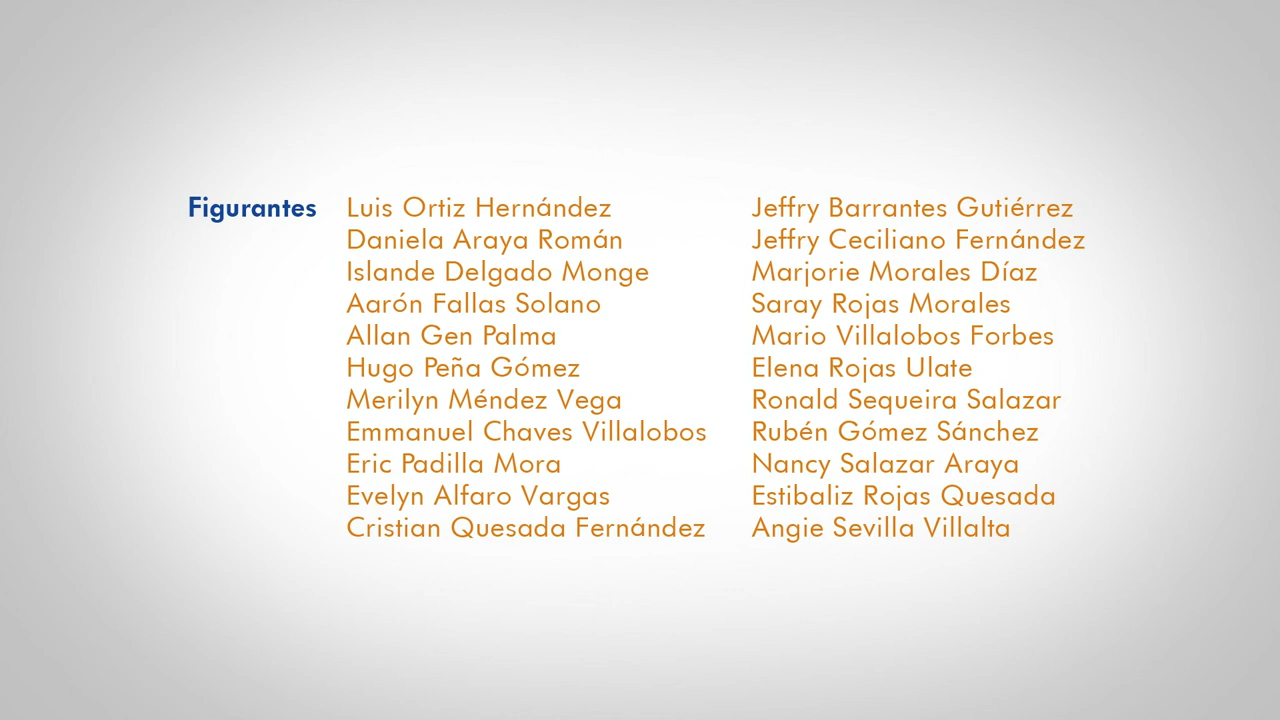 Figurantes
Luis Ortiz Hernández
Daniela Araya Román
Islande Delgado Monge
Aarón Fallas Solano
Allan Gen Palma
Hugo Peña Gómez
Merilyn Méndez Vega
Emmanuel Chaves Villalobos
Eric Padilla Mora
Evelyn Alfaro Vargas
Cristian Quesada Fernández
Jeffry Barrantes Gutiérrez
Jeffry Ceciliano Fernández
Marjorie Morales Díaz
Saray Rojas Morales
Mario Villalobos Forbes
Elena Rojas Ulate
Ronald Sequeira Salazar
Rubén Gómez Sánchez
Nancy Salazar Araya
Estibaliz Rojas Quesada
Angie Sevilla Villalta